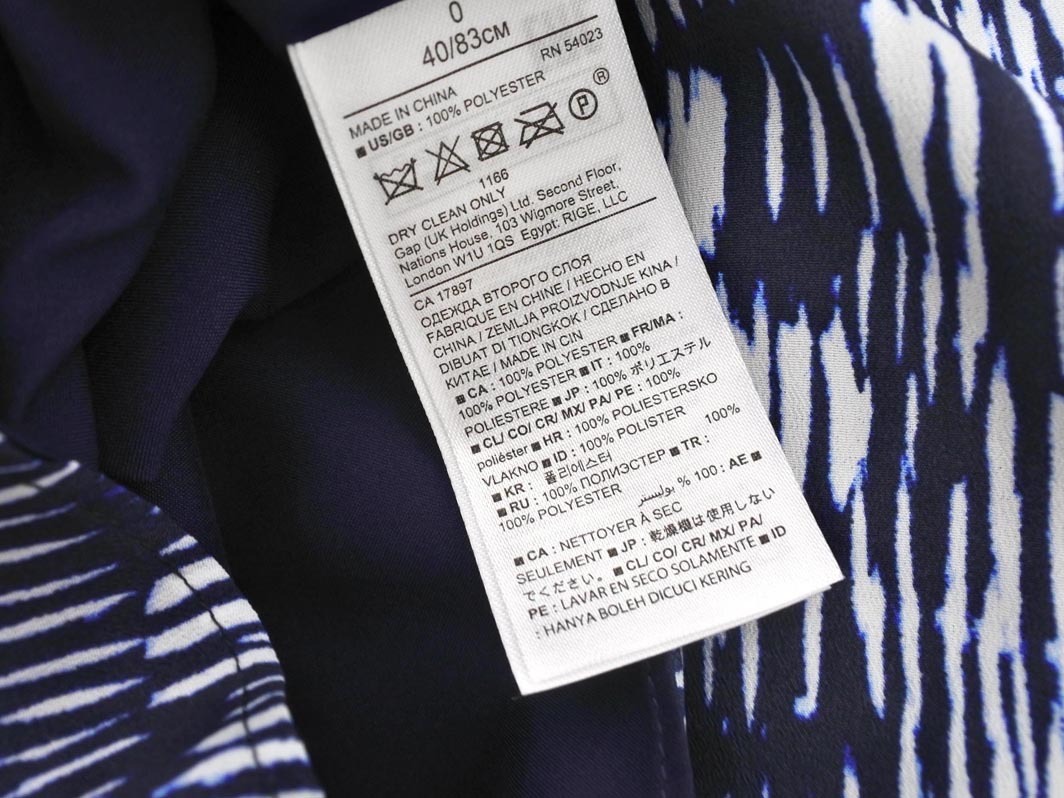 0
40/83CM
RN 54023
MADE IN CHINA
■ US/GB : 100% POLYESTER
P ®
1166
DRY CLEAN ONLY
Gap (UK Holdings) Ltd. Second Floor,
Nations House, 103 Wigmore Street,
London W1U 1QS Egypt: RIGE, LLC
CA 17897
ОДЕЖДА ВТОРОГО СЛОЯ
FABRIQUE EN CHINE / HECHO EN
CHINA / ZEMLJA PROIZVODNJE KINA /
DIBUAT DI TIONGKOK / СДЕЛАНО В
КИТАЕ / MADE IN CIN
■ CA : 100% POLYESTER ■ FR/MA :
100% POLYESTER ■ IT : 100%
POLIESTERE ■ JP : 100% ポリエステル
■ CL/ CO/ CR/ MX/ PA/ PE : 100%
poliéster ■ HR : 100% POLIESTERSKO
VLAKNO ■ ID : 100% POLISTER 100%
■ KR : 폴리에스터
■ RU : 100% ПОЛИЭСТЕР ■ TR :
100% POLYESTER بوليستر % 100 : AE ■
■ CA : NETTOYER À SEC
SEULEMENT ■ JP : 乾燥機は使用しない
でください。 ■ CL/ CO/ CR/ MX/ PA/
PE : LAVAR EN SECO SOLAMENTE ■ ID
: HANYA BOLEH DICUCI KERING